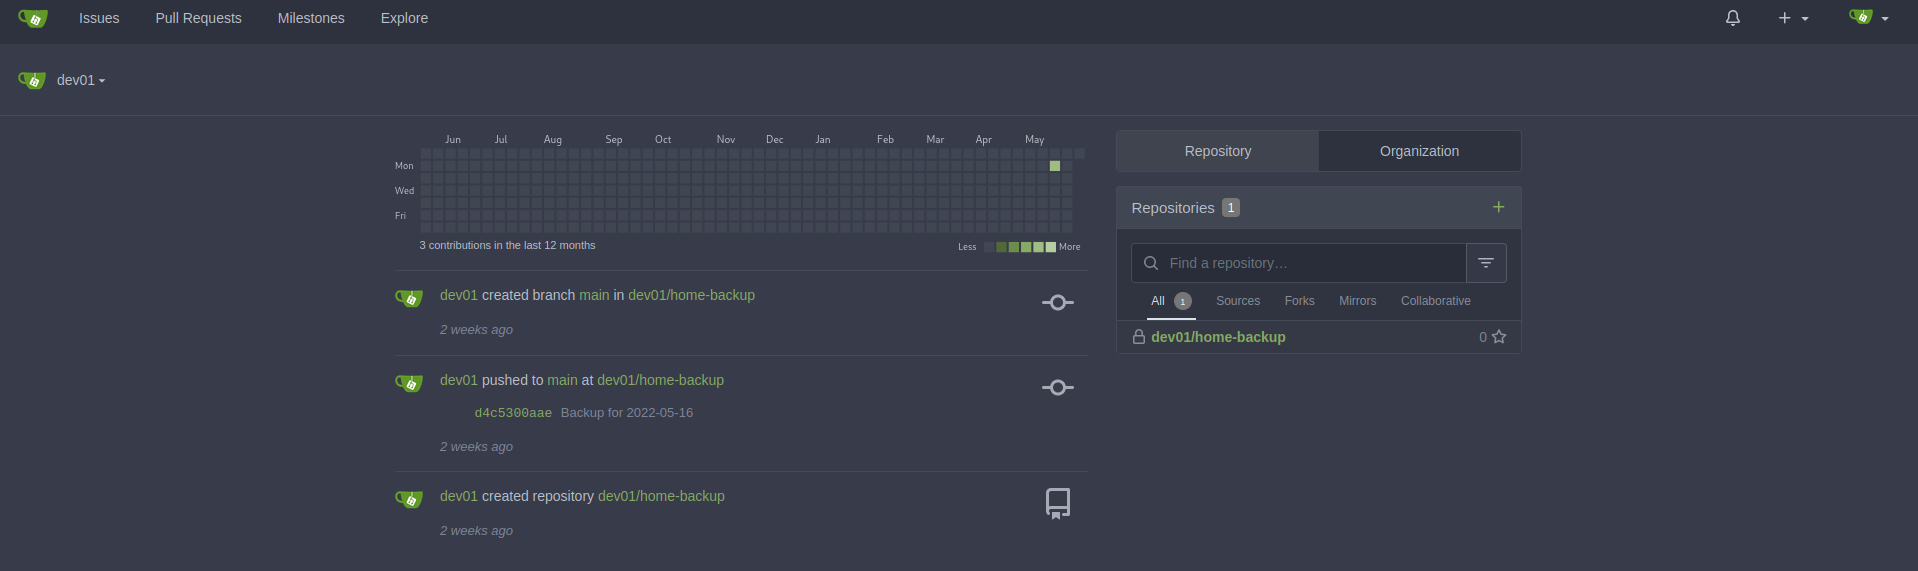 Issues Pull Requests Milestones Explore
dev01
Jun Jul Aug Sep Oct Nov Dec Jan Feb Mar Apr May
Mon
Wed
Fri
3 contributions in the last 12 months
Less More
dev01 created branch main in dev01/home-backup
2 weeks ago
dev01 pushed to main at dev01/home-backup
d4c5300aae Backup for 2022-05-16
2 weeks ago
dev01 created repository dev01/home-backup
2 weeks ago
Repository Organization
Repositories 1
Find a repository…
All 1 Sources Forks Mirrors Collaborative
dev01/home-backup 0